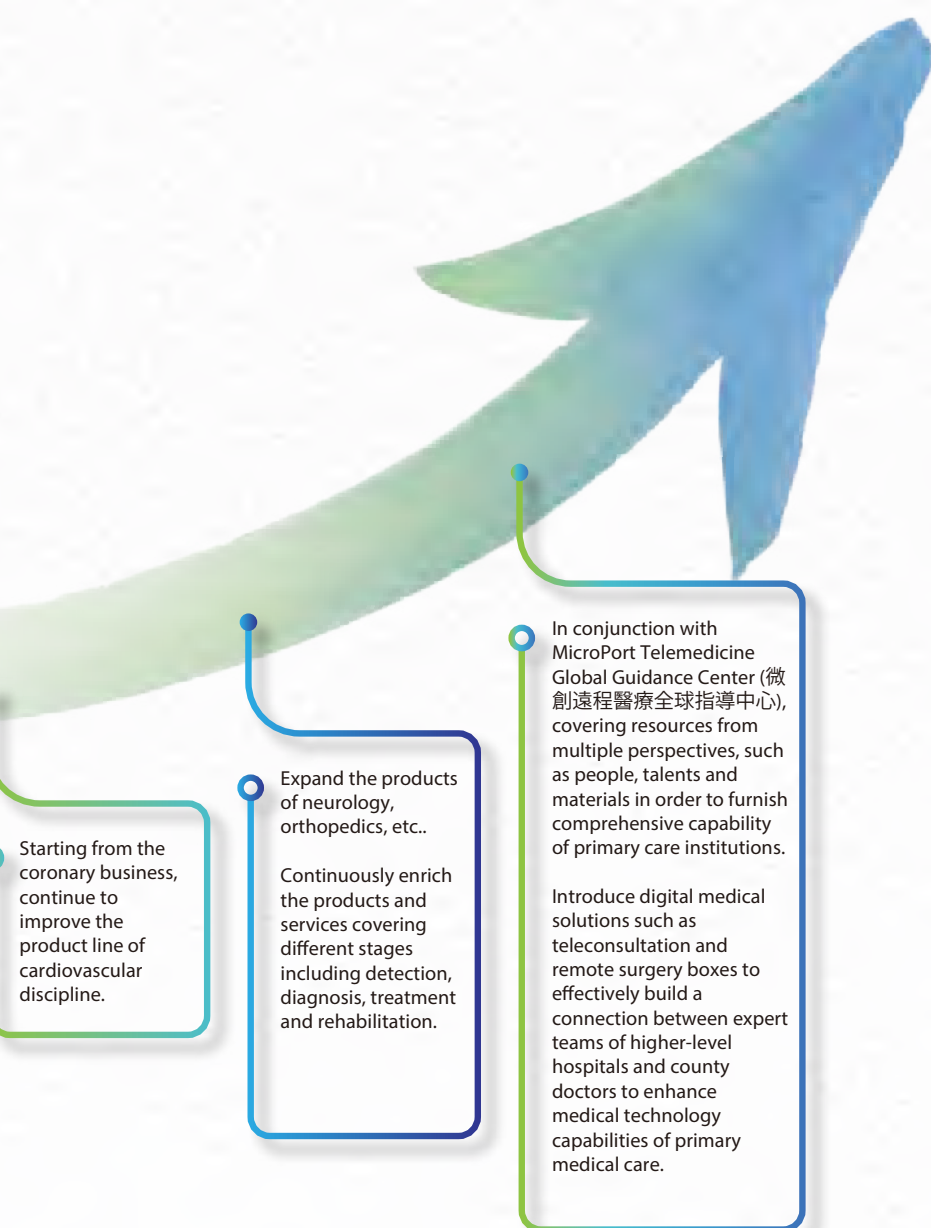 Starting from the
coronary business,
continue to
improve the
product line of
cardiovascular
discipline.
Expand the products
of neurology,
orthopedics, etc..
Continuously enrich
the products and
services covering
different stages
including detection,
diagnosis, treatment
and rehabilitation.
In conjunction with
MicroPort Telemedicine
Global Guidance Center (微
創遠程醫療全球指導中心),
covering resources from
multiple perspectives, such
as people, talents and
materials in order to furnish
comprehensive capability
of primary care institutions.
Introduce digital medical
solutions such as
teleconsultation and
remote surgery boxes to
effectively build a
connection between expert
teams of higher-level
hospitals and county
doctors to enhance
medical technology
capabilities of primary
medical care.